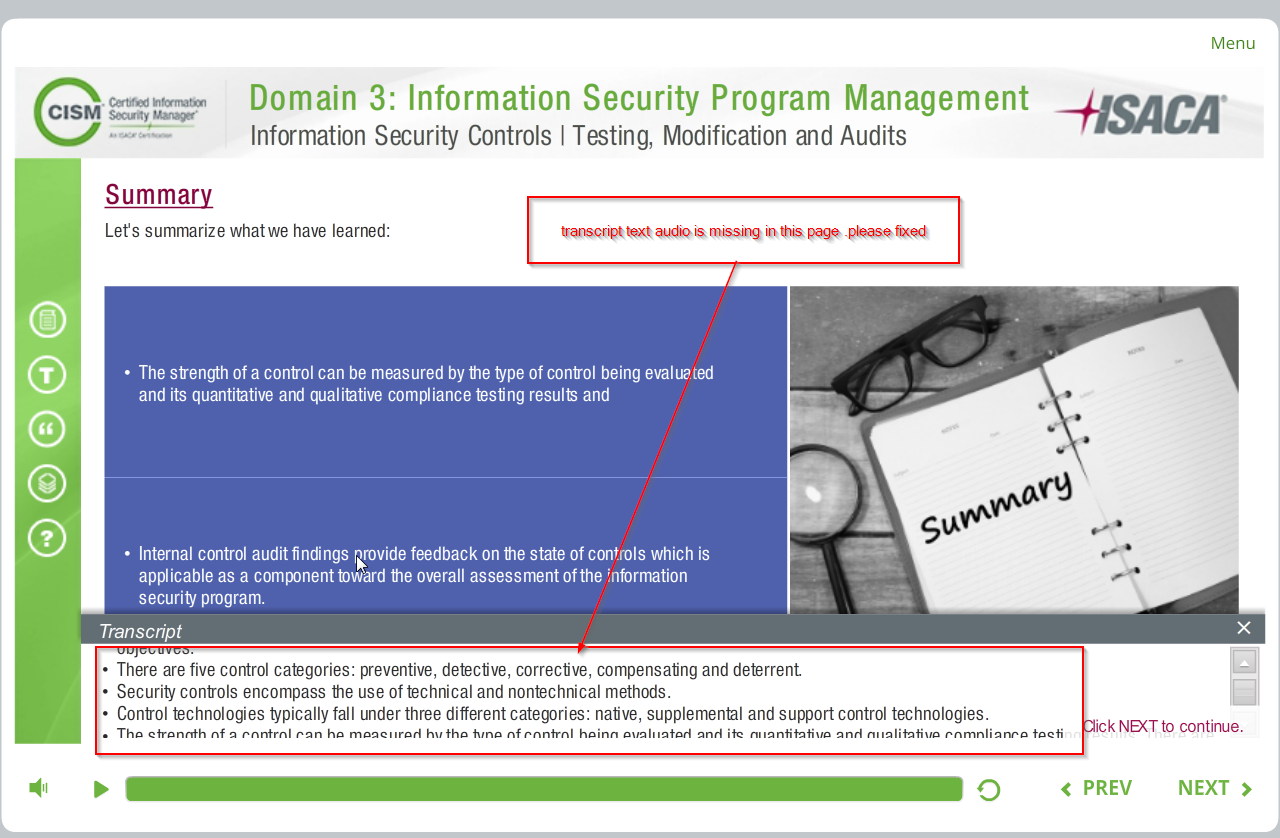 Menu
CISM
Certified Information
Security Manager®
An ISACA® Certification
Domain 3: Information Security Program Management
Information Security Controls | Testing, Modification and Audits
ISACA®
Summary
Let's summarize what we have learned:
transcript text audio is missing in this page .please fixed
• The strength of a control can be measured by the type of control being evaluated
and its quantitative and qualitative compliance testing results and
• Internal control audit findings provide feedback on the state of controls which is
applicable as a component toward the overall assessment of the information
security program.
NOTES
NOTES
Summary
Transcript
objectives.
• There are five control categories: preventive, detective, corrective, compensating and deterrent.
• Security controls encompass the use of technical and nontechnical methods.
• Control technologies typically fall under three different categories: native, supplemental and support control technologies.
• The strength of a control can be measured by the type of control being evaluated and its quantitative and qualitative compliance testing results. There are
Click NEXT to continue.
PREV
NEXT